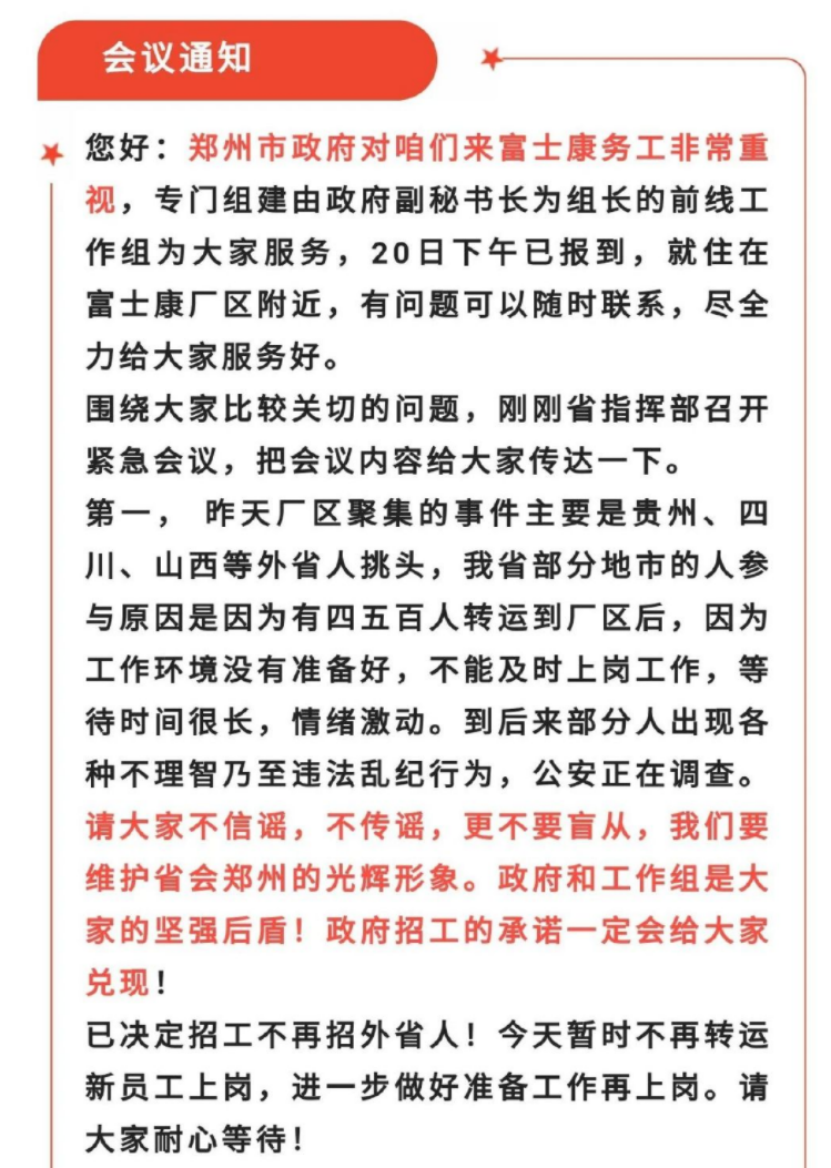 会议通知
您好：郑州市政府对咱们来富士康务工非常重
视，专门组建由政府副秘书长为组长的前线工
作组为大家服务，20日下午已报到，就住在
富士康厂区附近，有问题可以随时联系，尽全
力给大家服务好。
围绕大家比较关切的问题，刚刚省指挥部召开
紧急会议，把会议内容给大家传达一下。
第一， 昨天厂区聚集的事件主要是贵州、四
川、山西等外省人挑头，我省部分地市的人参
与原因是因为有四五百人转运到厂区后，因为
工作环境没有准备好，不能及时上岗工作，等
待时间很长，情绪激动。到后来部分人出现各
种不理智乃至违法乱纪行为，公安正在调查。
请大家不信谣，不传谣，更不要盲从，我们要
维护省会郑州的光辉形象。政府和工作组是大
家的坚强后盾！政府招工的承诺一定会给大家
兑现！
已决定招工不再招外省人！今天暂时不再转运
新员工上岗，进一步做好准备工作再上岗。请
大家耐心等待！